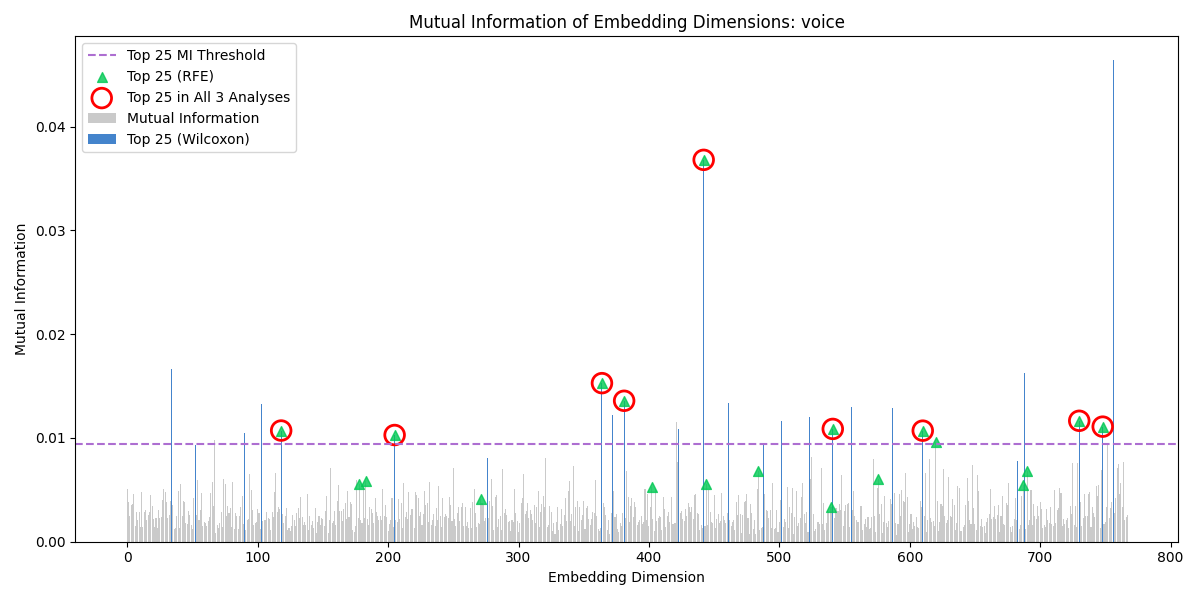 Mutual Information of Embedding Dimensions: voice
Top 25 MI Threshold
Top 25 (RFE)
Top 25 in All 3 Analyses
Mutual Information
Top 25 (Wilcoxon)
Mutual Information
0.04
0.03
0.02
0.01
0.00
0 100 200 300 400 500 600 700 800
Embedding Dimension